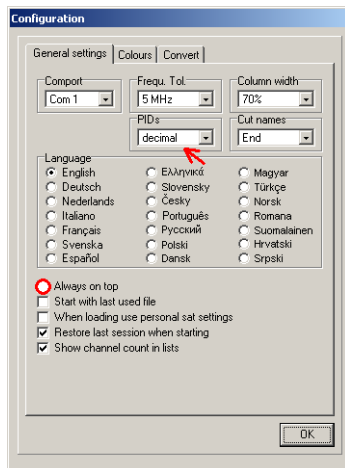 Configuration
General settings Colours Convert
Comport Frequ. Tol. Column width
Com 1 5 MHz 70%
PIDs Cut names
decimal End
Language
English Ελληνικά Magyar
Deutsch Slovensky Türkçe
Nederlands Česky Norsk
Italiano Português Romana
Français Русский Suomalainen
Svenska Polski Hrvatski
Español Dansk Srpski
Always on top
Start with last used file
When loading use personal sat settings
Restore last session when starting
Show channel count in lists
OK